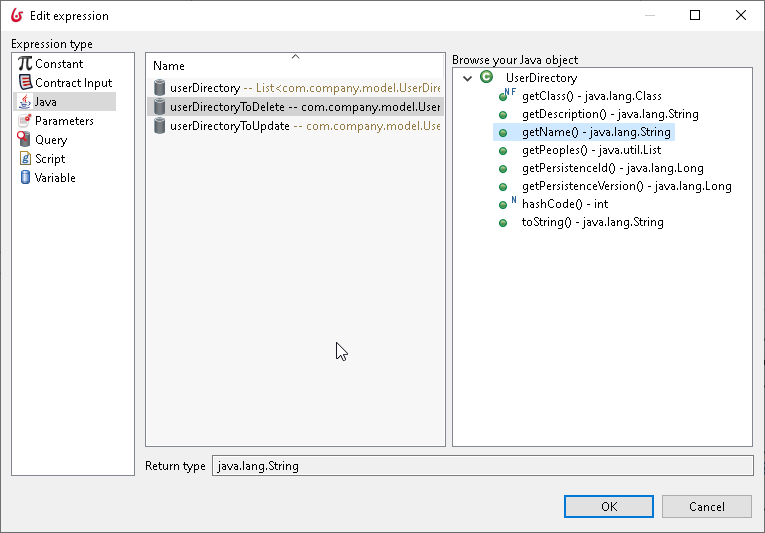 Edit expression
Expression type
Constant
Contract Input
Java
Parameters
Query
Script
Variable
Name
userDirectory -- List<com.company.model.UserDire
userDirectoryToDelete -- com.company.model.User
userDirectoryToUpdate -- com.company.model.Use
Browse your Java object
C UserDirectory
N F getClass() - java.lang.Class
getDescription() - java.lang.String
getName() - java.lang.String
getPeoples() - java.util.List
getPersistenceId() - java.lang.Long
getPersistenceVersion() - java.lang.Long
N hashCode() - int
toString() - java.lang.String
Return type java.lang.String
OK Cancel